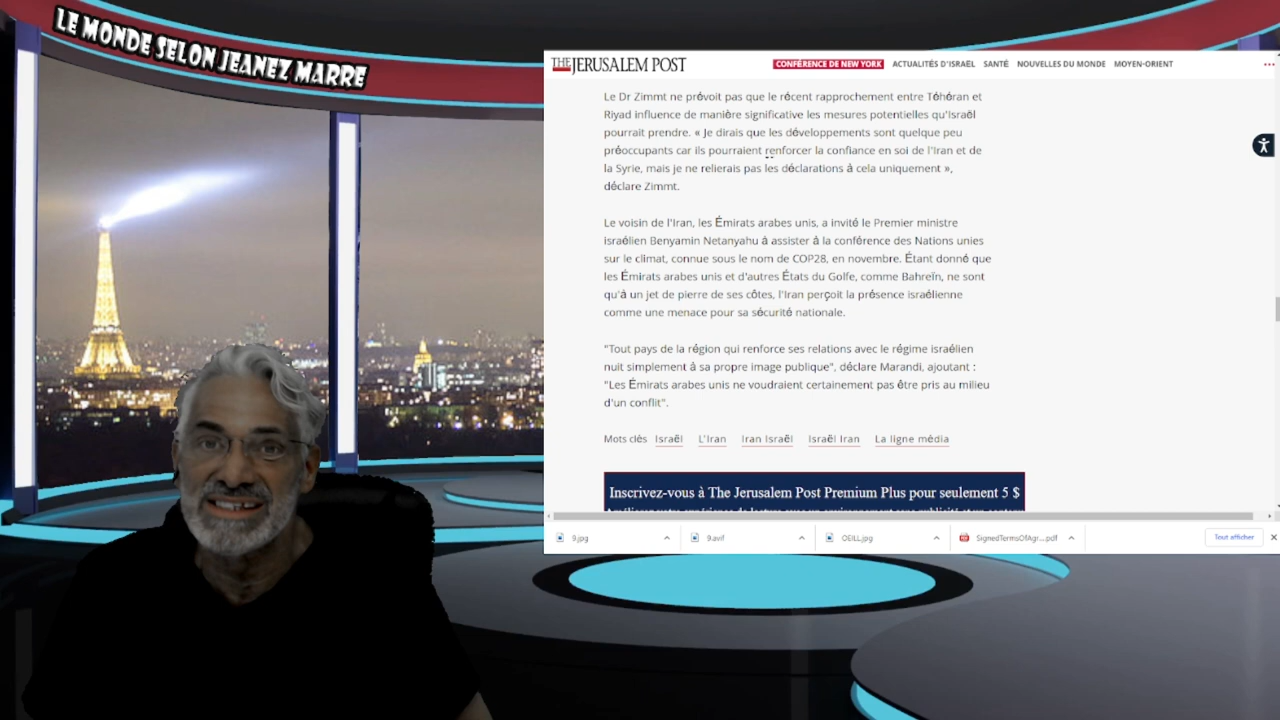 LE MONDE SELON JEANEZ MARRE
THE JERUSALEM POST
CONFÉRENCE DE NEW YORK ACTUALITÉS D'ISRAËL SANTÉ NOUVELLES DU MONDE MOYEN-ORIENT
Le Dr Zimmt ne prévoit pas que le récent rapprochement entre Téhéran et
Riyad influence de manière significative les mesures potentielles qu'Israël
pourrait prendre. « Je dirais que les développements sont quelque peu
préoccupants car ils pourraient renforcer la confiance en soi de l'Iran et de
la Syrie, mais je ne relierais pas les déclarations à cela uniquement »,
déclare Zimmt.
Le voisin de l'Iran, les Émirats arabes unis, a invité le Premier ministre
israélien Benyamin Netanyahu à assister à la conférence des Nations unies
sur le climat, connue sous le nom de COP28, en novembre. Étant donné que
les Émirats arabes unis et d'autres États du Golfe, comme Bahreïn, ne sont
qu'à un jet de pierre de ses côtes, l'Iran perçoit la présence israélienne
comme une menace pour sa sécurité nationale.
"Tout pays de la région qui renforce ses relations avec le régime israélien
nuit simplement à sa propre image publique", déclare Marandi, ajoutant :
"Les Émirats arabes unis ne voudraient certainement pas être pris au milieu
d'un conflit".
Mots clés Israël L'Iran Iran Israël Israël Iran La ligne média
Inscrivez-vous à The Jerusalem Post Premium Plus pour seulement 5 $
9.jpg 9.avif OEILL.jpg SignedTermsOfAgr....pdf Tout afficher